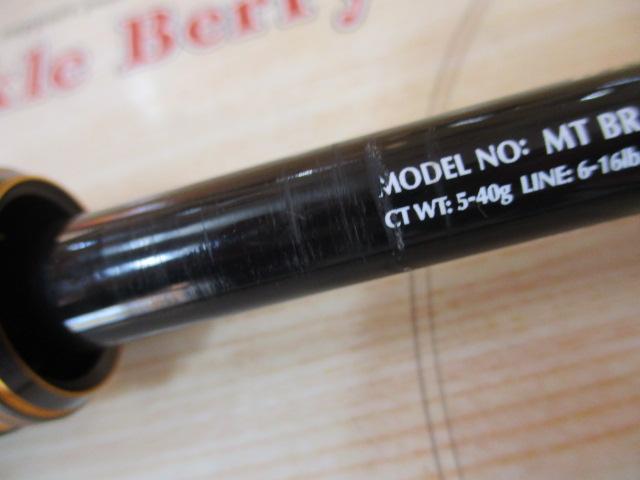 kle Berry
MODEL NO: MT BR
CT WT: 5-40g LINE: 6-16lb